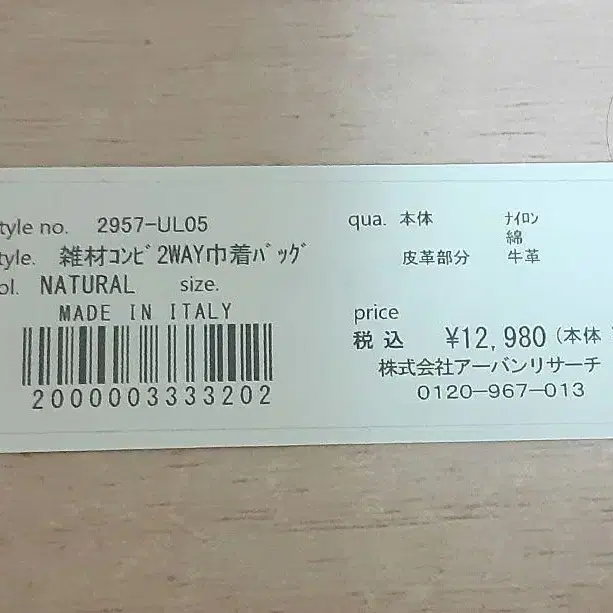 tyle no. 2957-UL05
tyle. 雑材ｺﾝﾋﾞ2WAY巾着ﾊﾞｯｸﾞ
ol. NATURAL size.
MADE IN ITALY
2000003333202
qua. 本体 ﾅｲﾛﾝ
綿
皮革部分 牛革
price
税込 ¥12,980(本体
株式会社アーバンリサーチ
0120-967-013